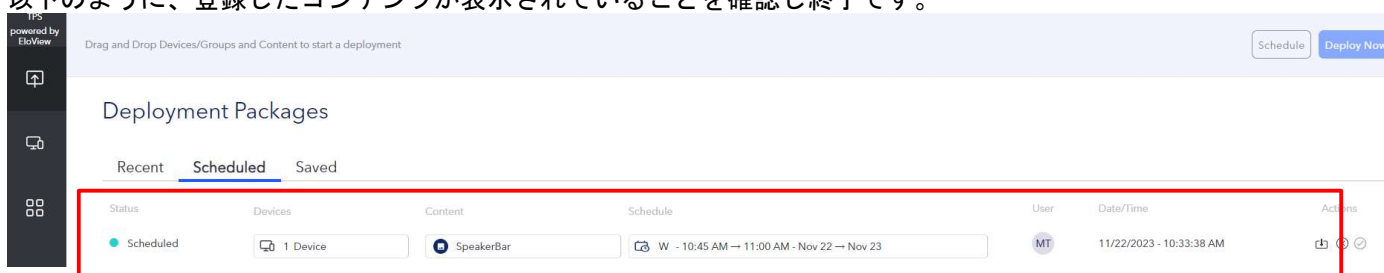 以下のように、登録したコンテンツが表示されていることを確認し終了です。
TPS
powered by
EloView
Drag and Drop Devices/Groups and Content to start a deployment
Schedule
Deploy Now
Deployment Packages
Recent Scheduled Saved
Status Devices Content Schedule User Date/Time Actions
Scheduled 1 Device SpeakerBar W - 10:45 AM → 11:00 AM - Nov 22 → Nov 23 MT 11/22/2023 - 10:33:38 AM